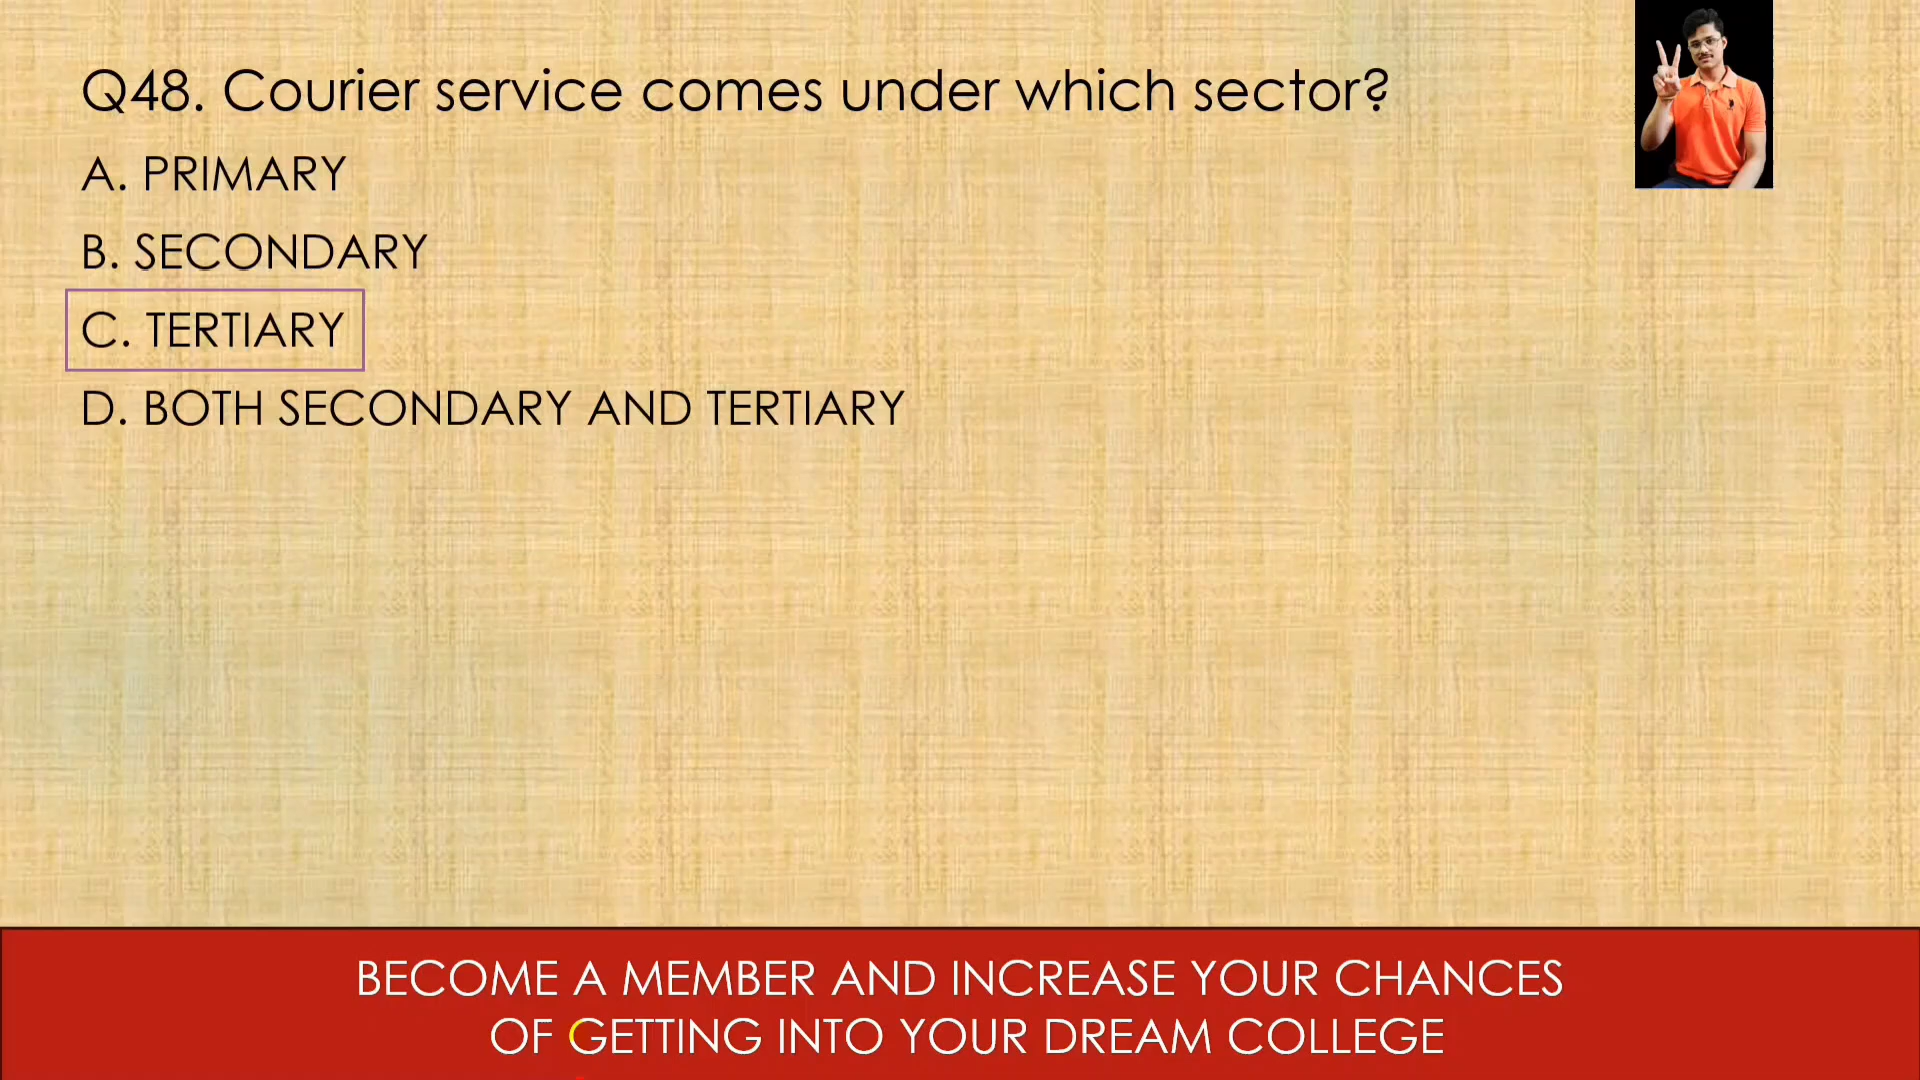 Q48. Courier service comes under which sector?
A. PRIMARY
B. SECONDARY
C. TERTIARY
D. BOTH SECONDARY AND TERTIARY
BECOME A MEMBER AND INCREASE YOUR CHANCES
OF GETTING INTO YOUR DREAM COLLEGE